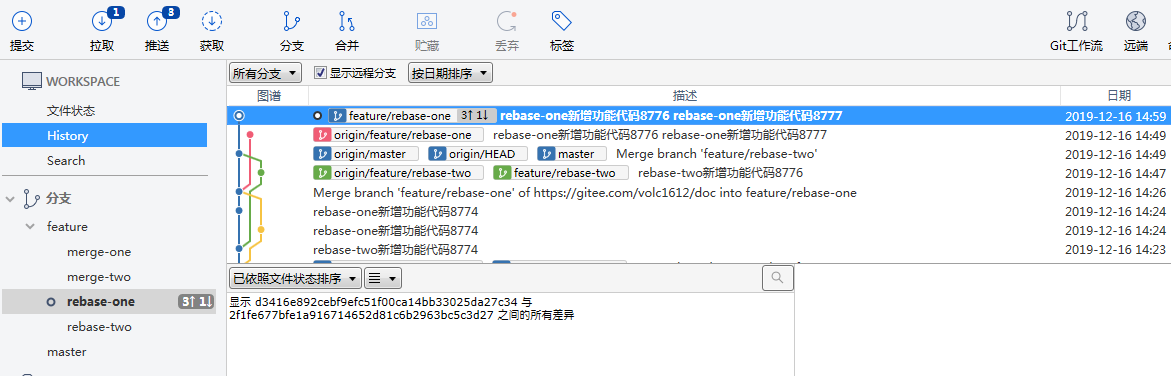 1 3
提交 拉取 推送 获取 分支 合并 贮藏 丢弃 标签 Git工作流 远端
WORKSPACE
文件状态
History
Search
分支
feature
merge-one
merge-two
rebase-one 3↑ 1↓
rebase-two
master
所有分支 显示远程分支 按日期排序
图谱 描述 日期
feature/rebase-one 3↑ 1↓ rebase-one新增功能代码8776 rebase-one新增功能代码8777 2019-12-16 14:59
origin/feature/rebase-one rebase-one新增功能代码8776 rebase-one新增功能代码8777 2019-12-16 14:49
origin/master origin/HEAD master Merge branch 'feature/rebase-two' 2019-12-16 14:49
origin/feature/rebase-two feature/rebase-two rebase-two新增功能代码8776 2019-12-16 14:47
Merge branch 'feature/rebase-one' of https://gitee.com/volc1612/doc into feature/rebase-one 2019-12-16 14:26
rebase-one新增功能代码8774 2019-12-16 14:24
rebase-one新增功能代码8774 2019-12-16 14:24
rebase-two新增功能代码8774 2019-12-16 14:23
已依照文件状态排序
显示 d3416e892cebf9efc51f00ca14bb33025da27c34 与
2f1fe677bfe1a916714652d81c6b2963bc5c3d27 之间的所有差异